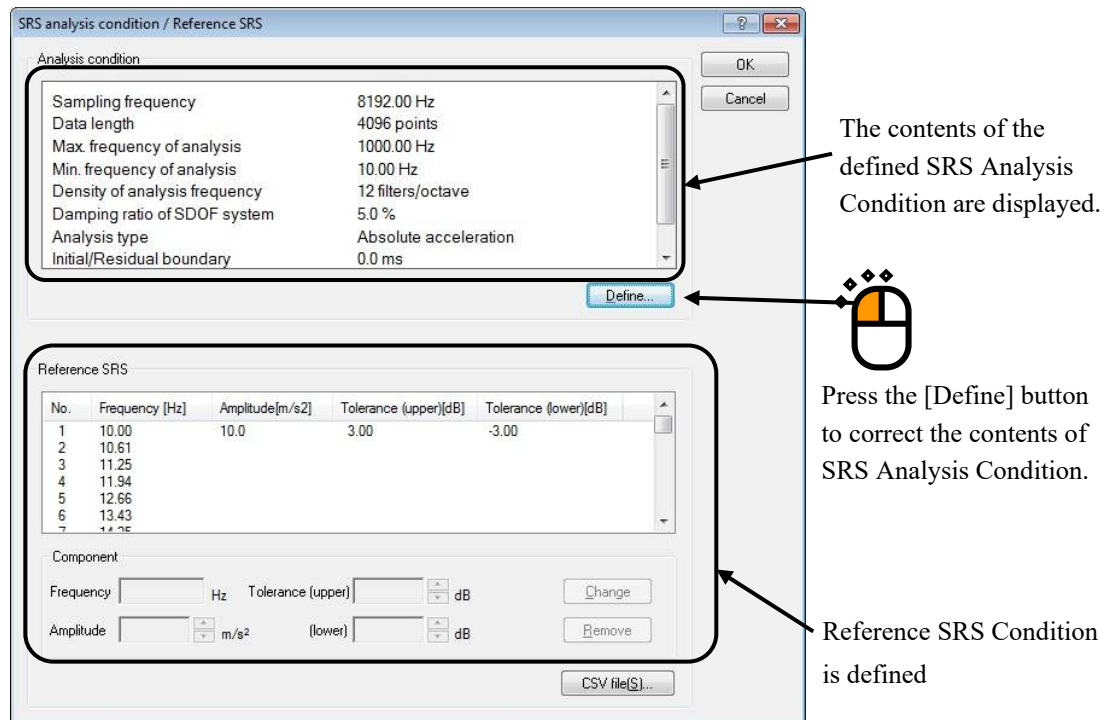 SRS analysis condition / Reference SRS
Analysis condition
OK
Cancel
Sampling frequency 8192.00 Hz
Data length 4096 points
Max. frequency of analysis 1000.00 Hz
Min. frequency of analysis 10.00 Hz
Density of analysis frequency 12 filters/octave
Damping ratio of SDOF system 5.0 %
Analysis type Absolute acceleration
Initial/Residual boundary 0.0 ms
Define...
The contents of the
defined SRS Analysis
Condition are displayed.
Press the [Define] button
to correct the contents of
SRS Analysis Condition.
Reference SRS
No. Frequency [Hz] Amplitude[m/s2] Tolerance (upper)[dB] Tolerance (lower)[dB]
1 10.00 10.0 3.00 -3.00
2 10.61
3 11.25
4 11.94
5 12.66
6 13.43
Component
Frequency Hz Tolerance (upper) dB Change
Amplitude m/s2 (lower) dB Remove
CSV file(S)...
Reference SRS Condition
is defined